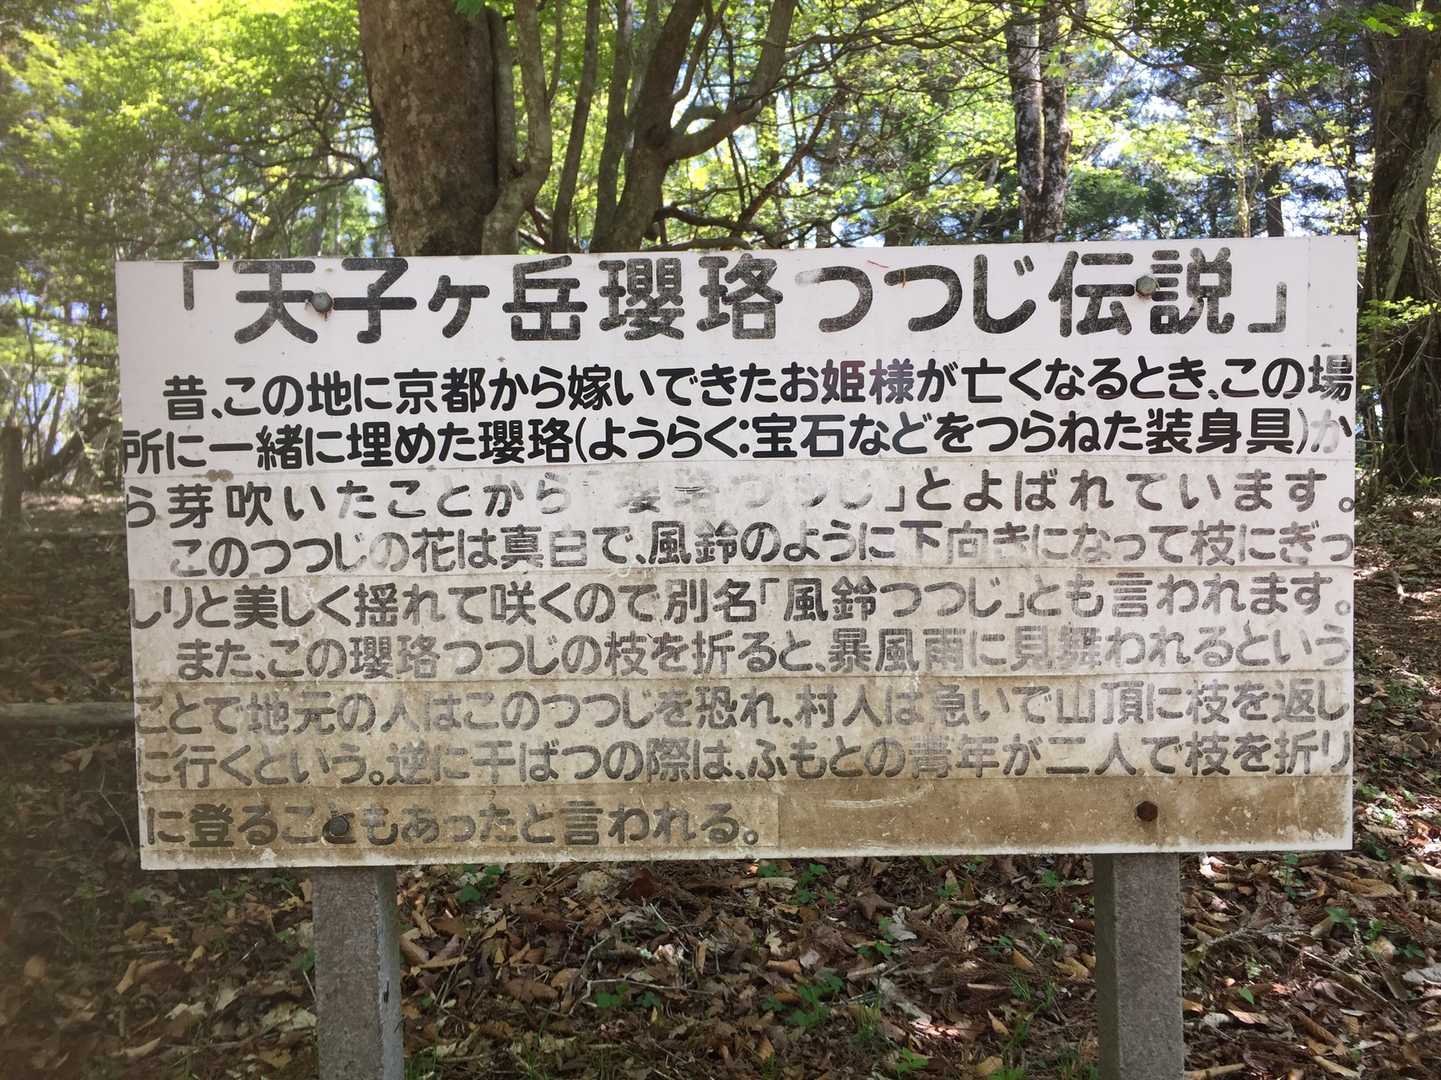 「天子ヶ岳瓔珞つつじ伝説」
昔、この地に京都から嫁いできたお姫様が亡くなるとき、この場
所に一緒に埋めた瓔珞(ようらく:宝石などをつらねた装身具)か
ら芽吹いたことから「瓔珞つつじ」とよばれています。
このつつじの花は真白で、風鈴のように下向きになって枝にぎっ
しりと美しく揺れて咲くので別名「風鈴つつじ」とも言われます。
また、この瓔珞つつじの枝を折ると、暴風雨に見舞われるという
ことで地元の人はこのつつじを恐れ、村人は急いで山頂に枝を返し
に行くという。逆に干ばつの際は、ふもとの青年が二人で枝を折り
に登ることもあったと言われる。